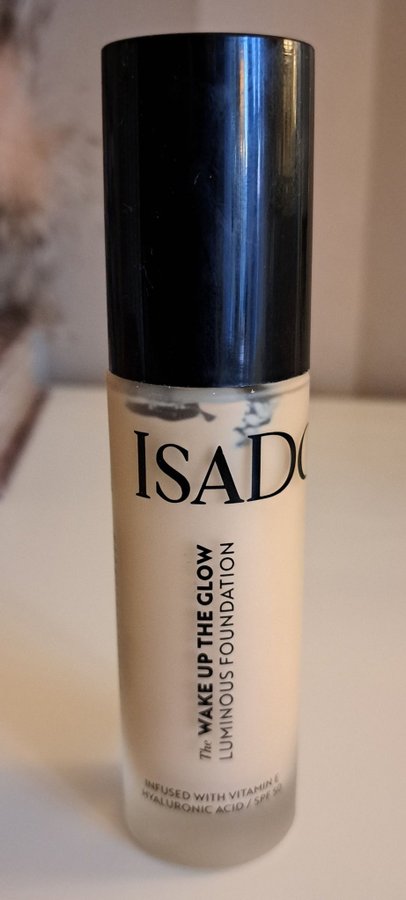 ISADO
The WAKE UP THE GLOW
LUMINOUS FOUNDATION
INFUSED WITH VITAMIN E
HYALURONIC ACID / SPF 50